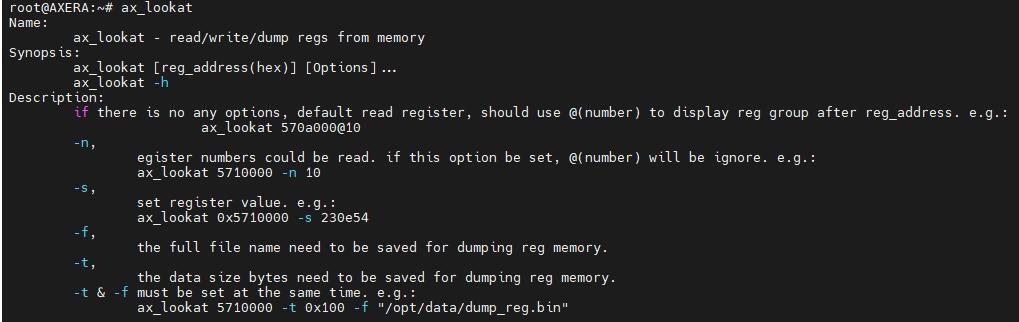 root@AXERA:~# ax_lookat
Name:
ax_lookat - read/write/dump regs from memory
Synopsis:
ax_lookat [reg_address(hex)] [Options]...
ax_lookat -h
Description:
if there is no any options, default read register, should use @(number) to display reg group after reg_address. e.g.:
ax_lookat 570a000@10
-n,
egister numbers could be read. if this option be set, @(number) will be ignore. e.g.:
ax_lookat 5710000 -n 10
-s,
set register value. e.g.:
ax_lookat 0x5710000 -s 230e54
-f,
the full file name need to be saved for dumping reg memory.
-t,
the data size bytes need to be saved for dumping reg memory.
-t & -f must be set at the same time. e.g.:
ax_lookat 5710000 -t 0x100 -f "/opt/data/dump_reg.bin"